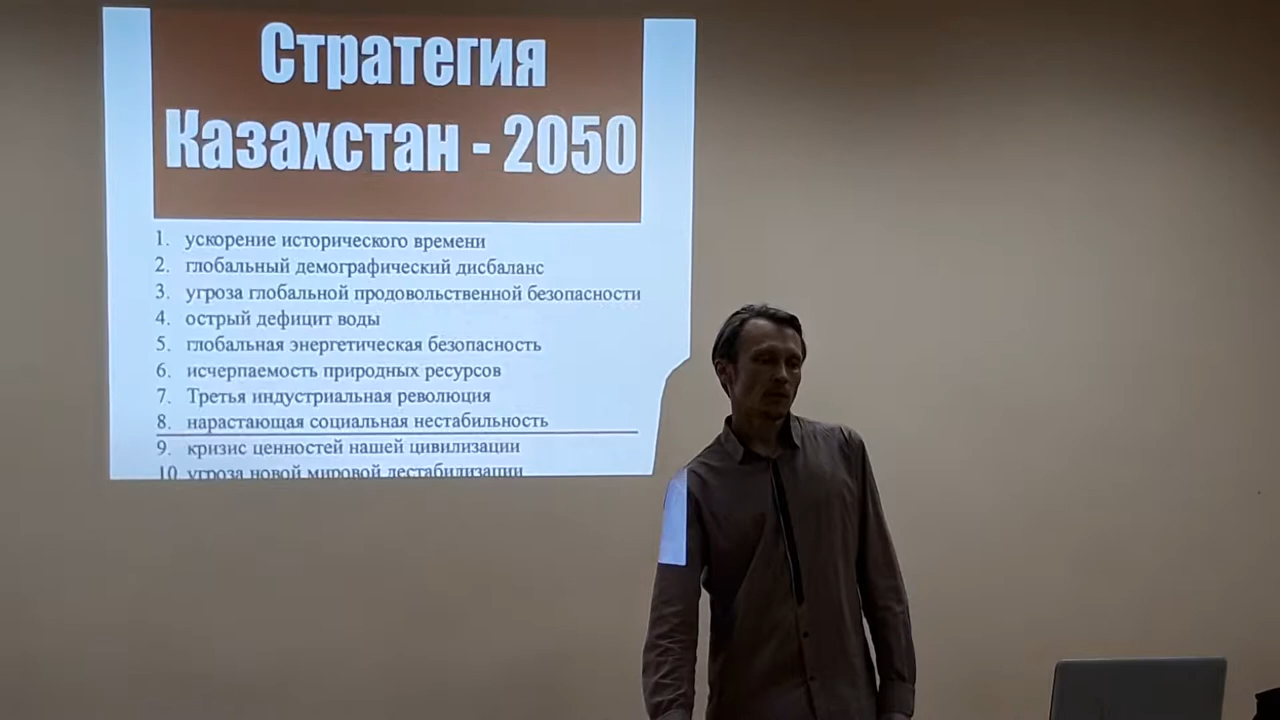 Стратегия
Казахстан - 2050
1. ускорение исторического времени
2. глобальный демографический дисбаланс
3. угроза глобальной продовольственной безопасности
4. острый дефицит воды
5. глобальная энергетическая безопасность
6. исчерпаемость природных ресурсов
7. Третья индустриальная революция
8. нарастающая социальная нестабильность
9. кризис ценностей нашей цивилизации
10 угроза новой мировой дестабилизации